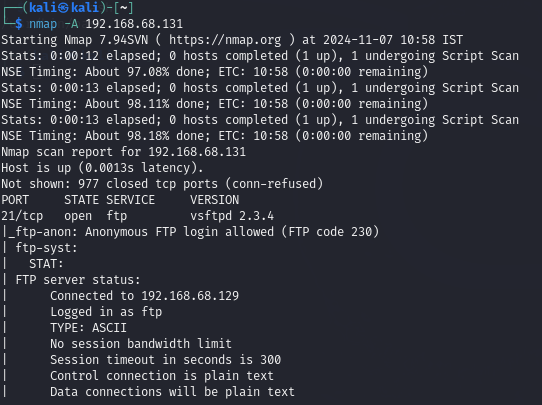 ┌──(kali㉿kali)-[~]
└─$ nmap -A 192.168.68.131
Starting Nmap 7.94SVN ( https://nmap.org ) at 2024-11-07 10:58 IST
Stats: 0:00:12 elapsed; 0 hosts completed (1 up), 1 undergoing Script Scan
NSE Timing: About 97.08% done; ETC: 10:58 (0:00:00 remaining)
Stats: 0:00:13 elapsed; 0 hosts completed (1 up), 1 undergoing Script Scan
NSE Timing: About 98.11% done; ETC: 10:58 (0:00:00 remaining)
Stats: 0:00:13 elapsed; 0 hosts completed (1 up), 1 undergoing Script Scan
NSE Timing: About 98.18% done; ETC: 10:58 (0:00:00 remaining)
Nmap scan report for 192.168.68.131
Host is up (0.0013s latency).
Not shown: 977 closed tcp ports (conn-refused)
PORT     STATE SERVICE     VERSION
21/tcp   open  ftp         vsftpd 2.3.4
|_ftp-anon: Anonymous FTP login allowed (FTP code 230)
| ftp-syst:
|   STAT:
| FTP server status:
|      Connected to 192.168.68.129
|      Logged in as ftp
|      TYPE: ASCII
|      No session bandwidth limit
|      Session timeout in seconds is 300
|      Control connection is plain text
|      Data connections will be plain text